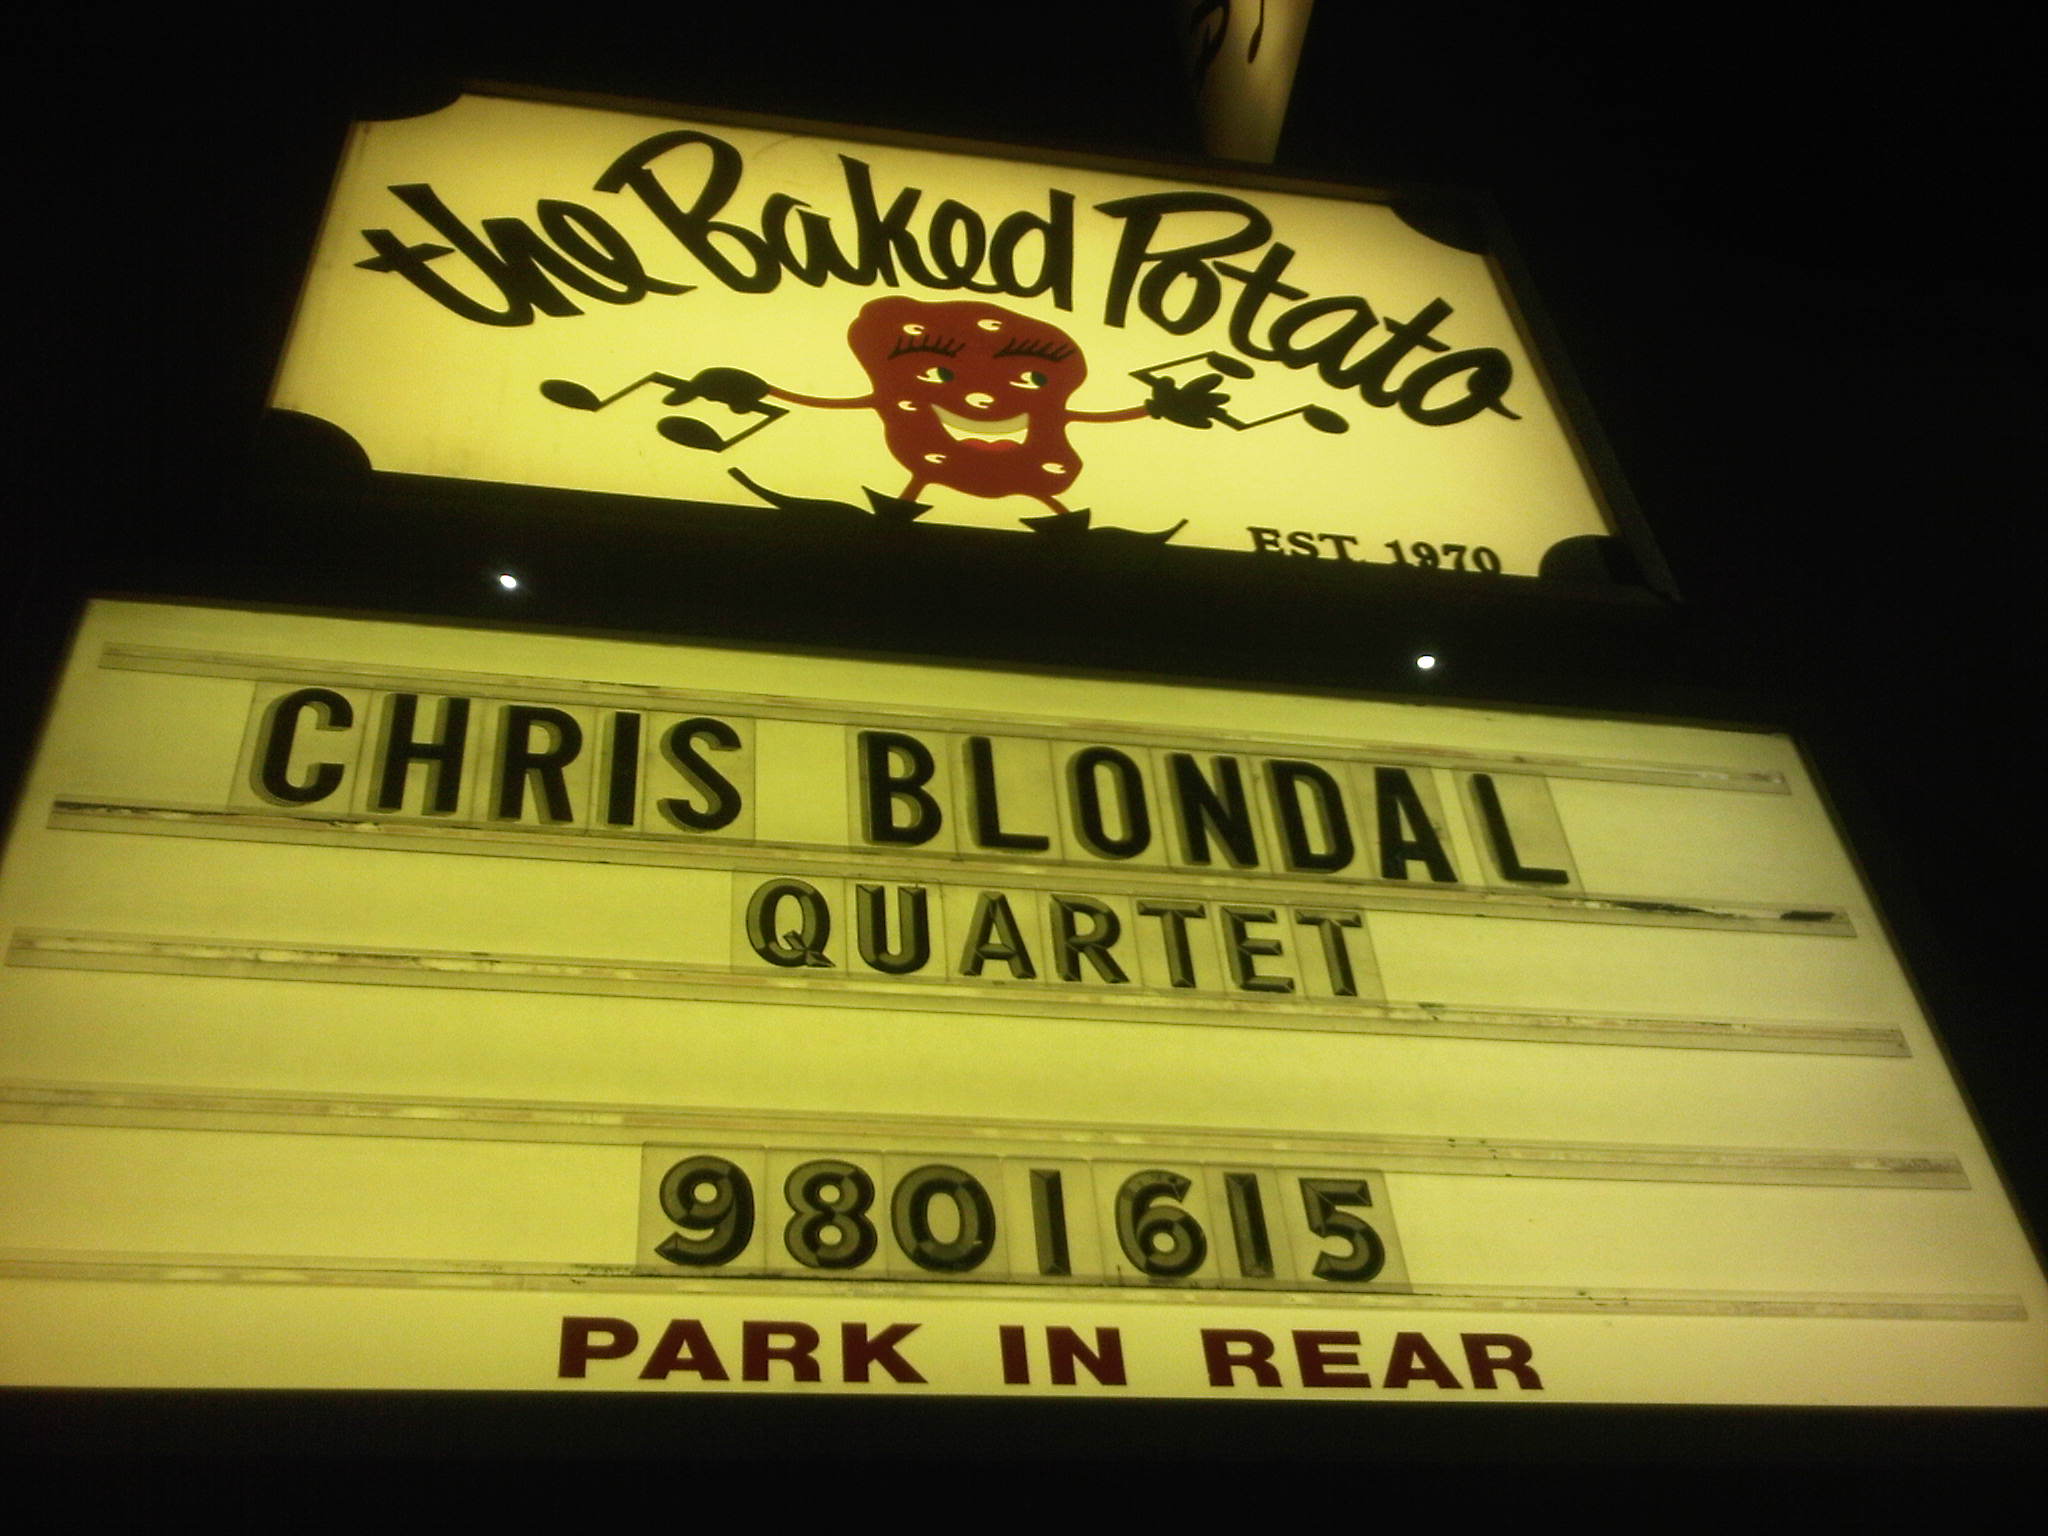 the Baked Potato
EST. 1970
CHRIS BLONDAL
QUARTET
9801615
PARK IN REAR